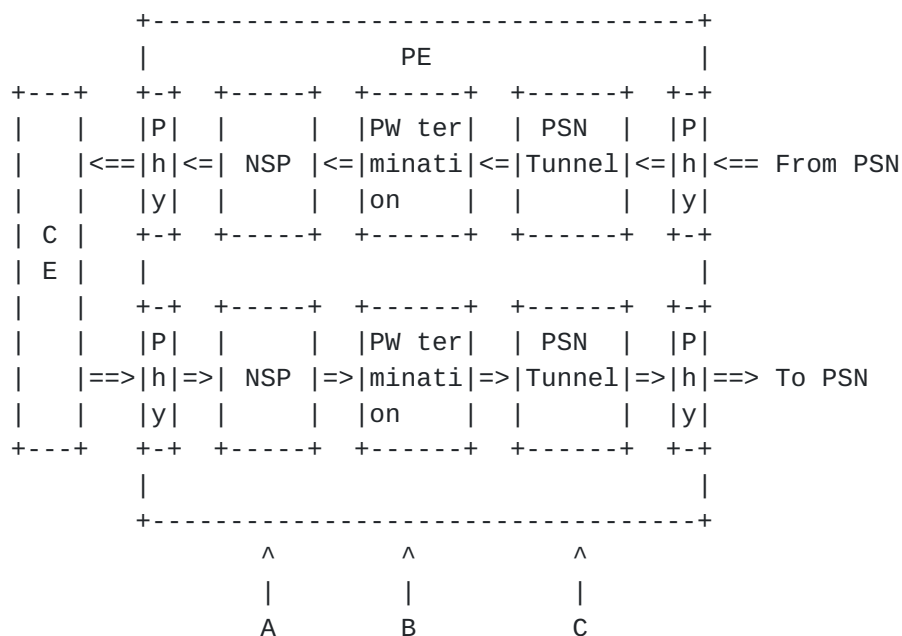 +-----------------------------------+
|                PE                 |
+---+   +-+  +-----+  +------+  +------+  +-+
|   |   |P|  |     |  |PW ter|  | PSN  |  |P|
|   |<==|h|<=| NSP |<=|minati|<=|Tunnel|<=|h|<== From PSN
|   |   |y|  |     |  |on    |  |      |  |y|
| C |   +-+  +-----+  +------+  +------+  +-+
| E |   |                                   |
|   |   +-+  +-----+  +------+  +------+  +-+
|   |   |P|  |     |  |PW ter|  | PSN  |  |P|
|   |==>|h|=>| NSP |=>|minati|=>|Tunnel|=>|h|==> To PSN
|   |   |y|  |     |  |on    |  |      |  |y|
+---+   +-+  +-----+  +------+  +------+  +-+
|                                   |
+-----------------------------------+
^        ^          ^
|        |          |
A        B          C